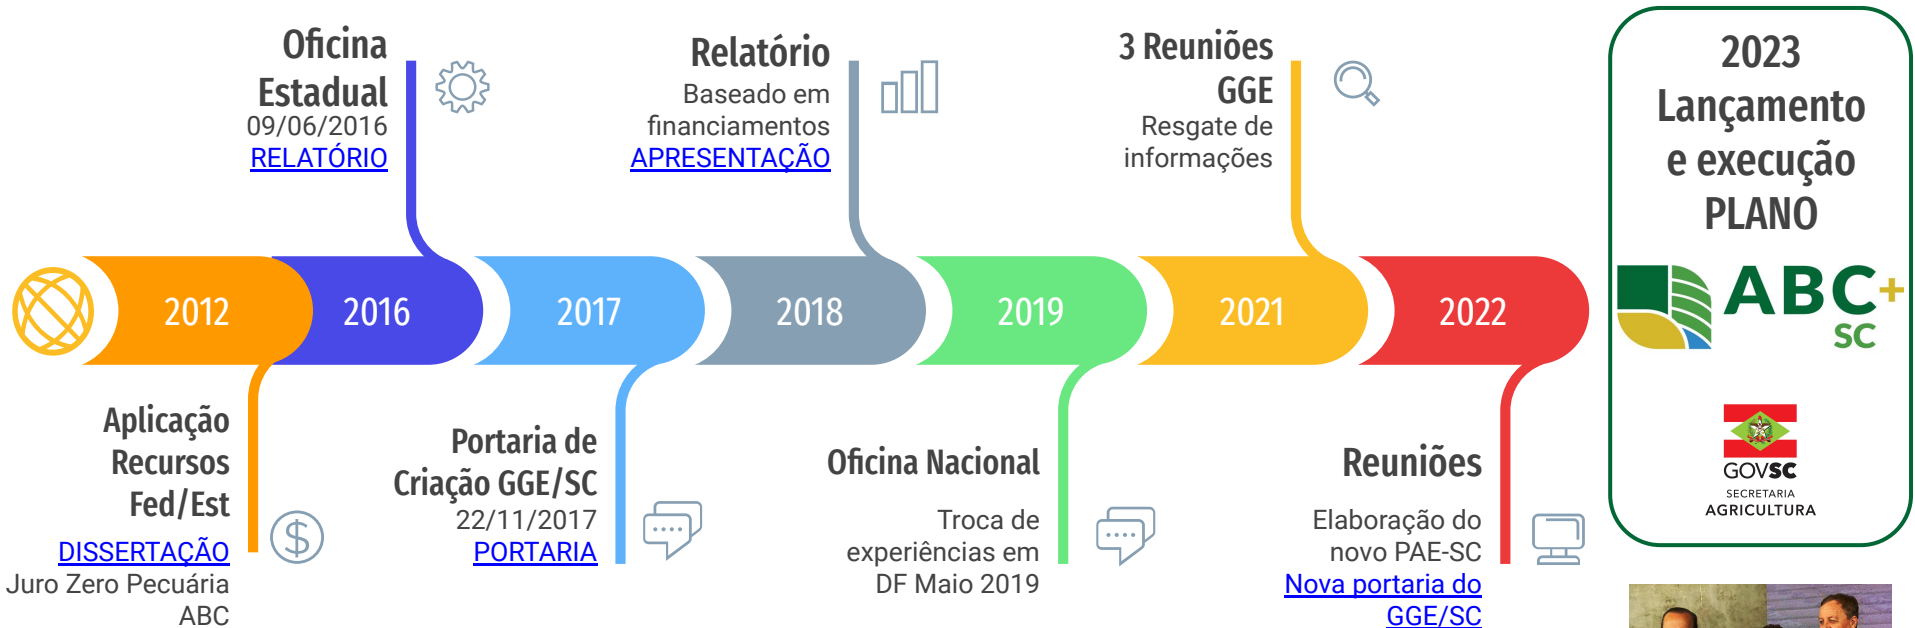 Oficina
Estadual
09/06/2016
RELATÓRIO
Relatório
Baseado em
financiamentos
APRESENTAÇÃO
3 Reuniões
GGE
Resgate de
informações
2012
2016
2017
2018
2019
2021
2022
Aplicação
Recursos
Fed/Est
DISSERTAÇÃO
Juro Zero Pecuária
ABC
$
Portaria de
Criação GGE/SC
22/11/2017
PORTARIA
Oficina Nacional
Troca de
experiências em
DF Maio 2019
Reuniões
Elaboração do
novo PAE-SC
Nova portaria do
GGE/SC
2023
Lançamento
e execução
PLANO
ABC+
SC
GOVSC
SECRETARIA
AGRICULTURA